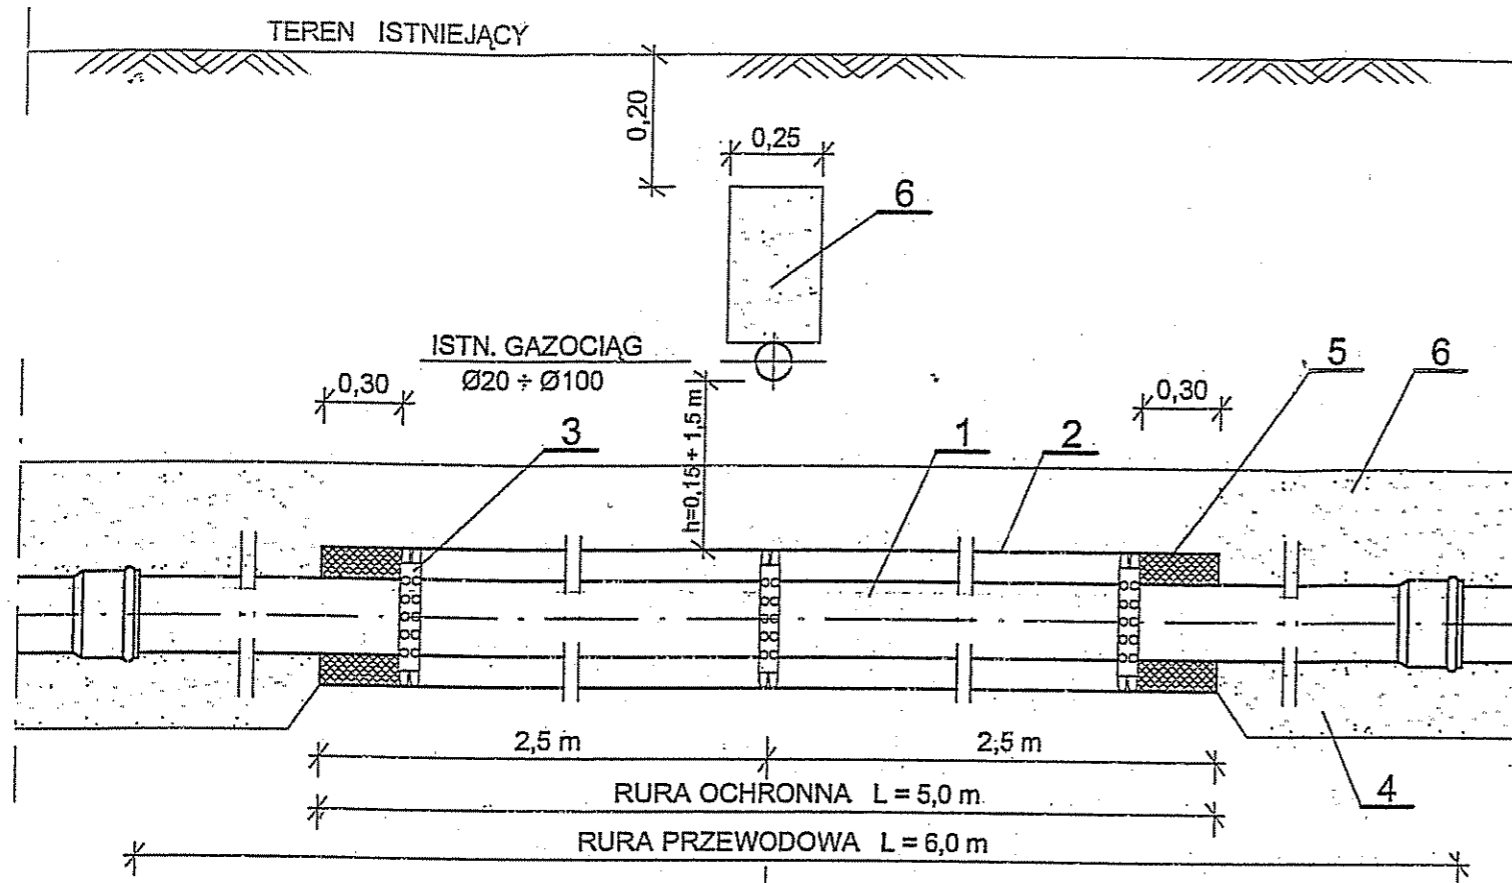 TEREN ISTNIEJĄCY
0,20
0,25
6
ISTN. GAZOCIĄG
Ø20 ÷ Ø100
0,30
5
6
0,30
3
h=0,15 ÷ 1,5 m
1
2
2,5 m
2,5 m
RURA OCHRONNA L = 5,0 m
4
RURA PRZEWODOWA L = 6,0 m